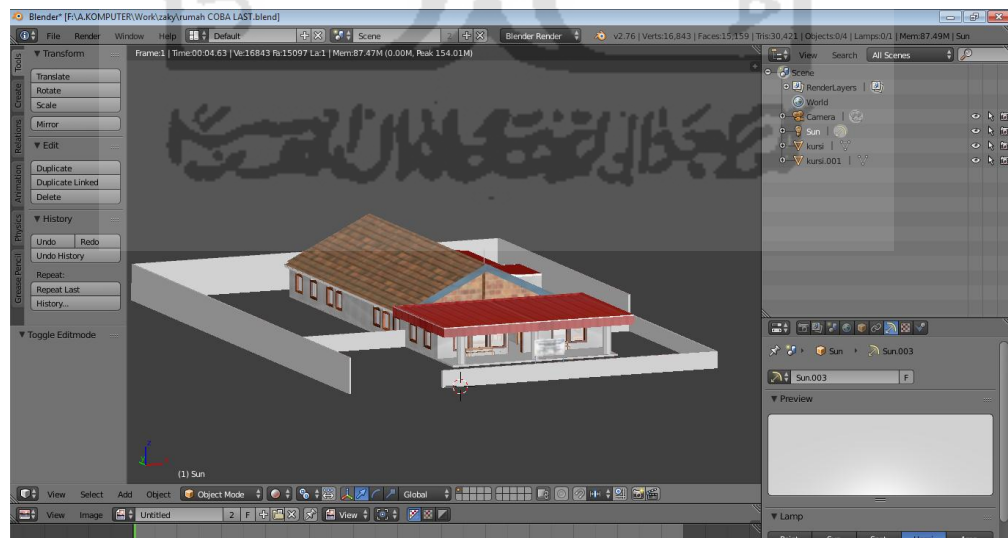 Blender* [F:\A.KOMPUTER\Work\zaky\rumah COBA LAST.blend]
File Render Window Help Default Scene 2 Blender Render v2.76 | Verts:16,843 | Faces:15,159 | Tris:30,421 | Objects:0/4 | Lamps:0/1 | Mem:87.49M | Sun
Frame:1 | Time:00:04.63 | Ve:16843 Fa:15097 La:1 | Mem:87.47M (0.00M, Peak 154.01M)
View Search All Scenes
Tools
Create
Relations
Animation
Physics
Grease Pencil
Transform
Translate
Rotate
Scale
Mirror
Edit
Duplicate
Duplicate Linked
Delete
History
Undo Redo
Undo History
Repeat:
Repeat Last
History...
Toggle Editmode
Scene
RenderLayers |
World
Camera |
Sun |
kursi |
kursi.001 |
z
y
(1) Sun
View Select Add Object Object Mode Global
View Image Untitled 2 F View
Sun Sun.003
Sun.003 F
Preview
Lamp